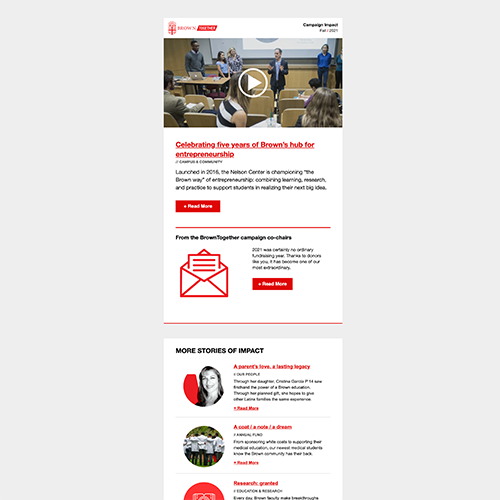 BROWN TOGETHER
Campaign Impact
Fall / 2021
Celebrating five years of Brown's hub for
entrepreneurship
// CAMPUS & COMMUNITY
Launched in 2016, the Nelson Center is championing "the
Brown way" of entrepreneurship: combining learning, research,
and practice to support students in realizing their next big idea.
+ Read More
From the BrownTogether campaign co-chairs
2021 was certainly no ordinary
fundraising year. Thanks to donors
like you, it has become one of our
most extraordinary.
+ Read More
MORE STORIES OF IMPACT
A parent's love, a lasting legacy
// OUR PEOPLE
Through her daughter, Cristina Garcia P'14 saw
firsthand the power of a Brown education.
Through her planned gift, she hopes to give
other Latinx families the same experience.
+ Read More
A coat / a note / a dream
// ANNUAL FUND
From sponsoring white coats to supporting their
medical education, our newest medical students
know the Brown community has their back.
+ Read More
Research: granted
// EDUCATION & RESEARCH
Every day, Brown faculty make breakthroughs